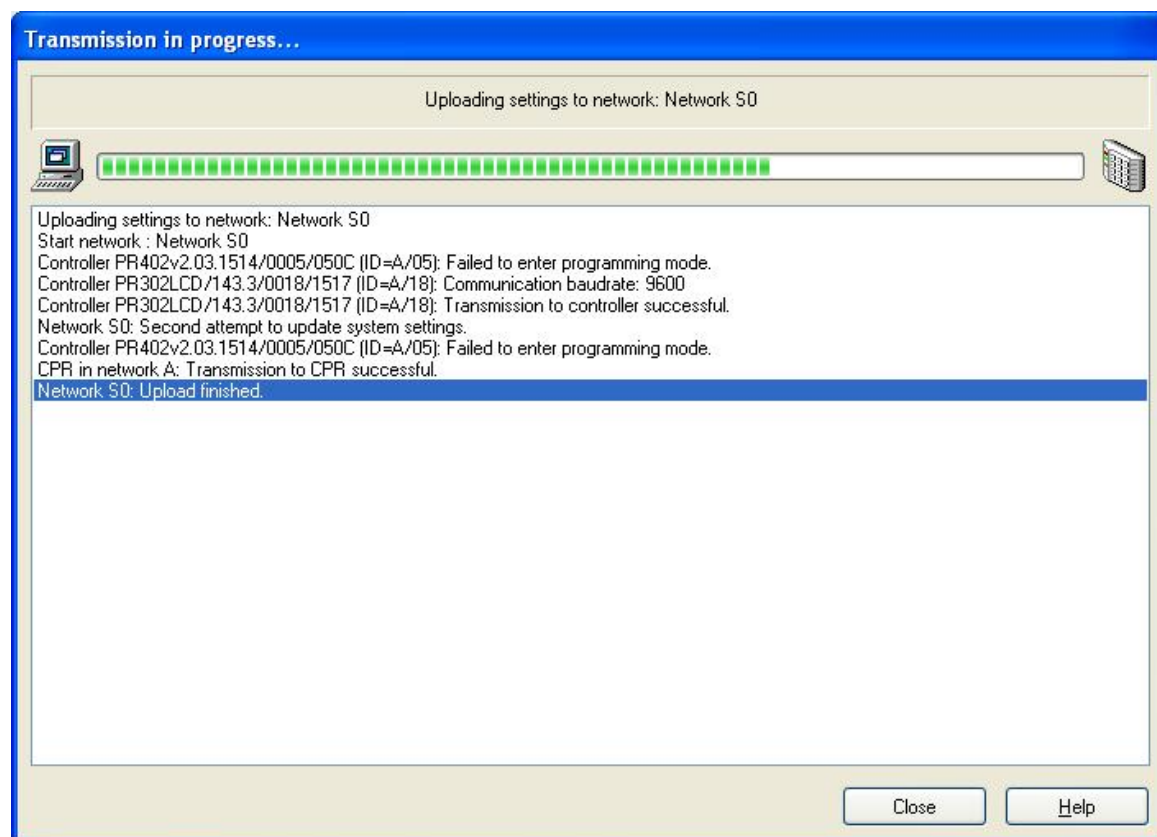 Transmission in progress...
Uploading settings to network: Network S0
Uploading settings to network: Network S0
Start network : Network S0
Controller PR402v2.03.1514/0005/050C (ID=A/05): Failed to enter programming mode.
Controller PR302LCD/143.3/0018/1517 (ID=A/18): Communication baudrate: 9600
Controller PR302LCD/143.3/0018/1517 (ID=A/18): Transmission to controller successful.
Network S0: Second attempt to update system settings.
Controller PR402v2.03.1514/0005/050C (ID=A/05): Failed to enter programming mode.
CPR in network A: Transmission to CPR successful.
Network S0: Upload finished.
Close Help